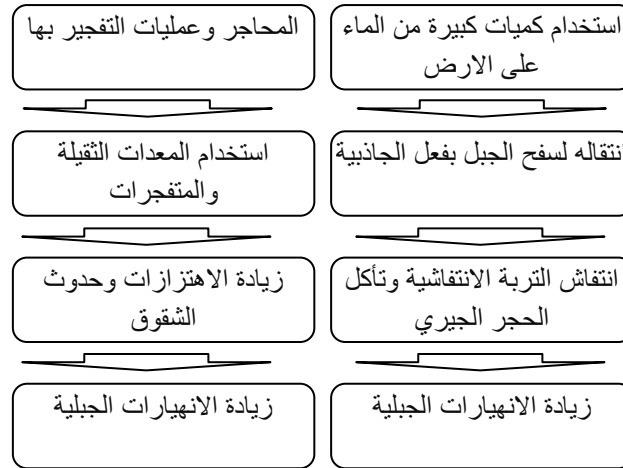 استخدام كميات كبيرة من الماء
على الارض
انتقاله لسفح الجبل بفعل الجاذبية
انتفاش التربة الانتفاشية وتأكل
الحجر الجيري
زيادة الانهيارات الجبلية
المحاجر وعمليات التفجير بها
استخدام المعدات الثقيلة
والمتفجرات
زيادة الاهتزازات وحدوث
الشقوق
زيادة الانهيارات الجبلية